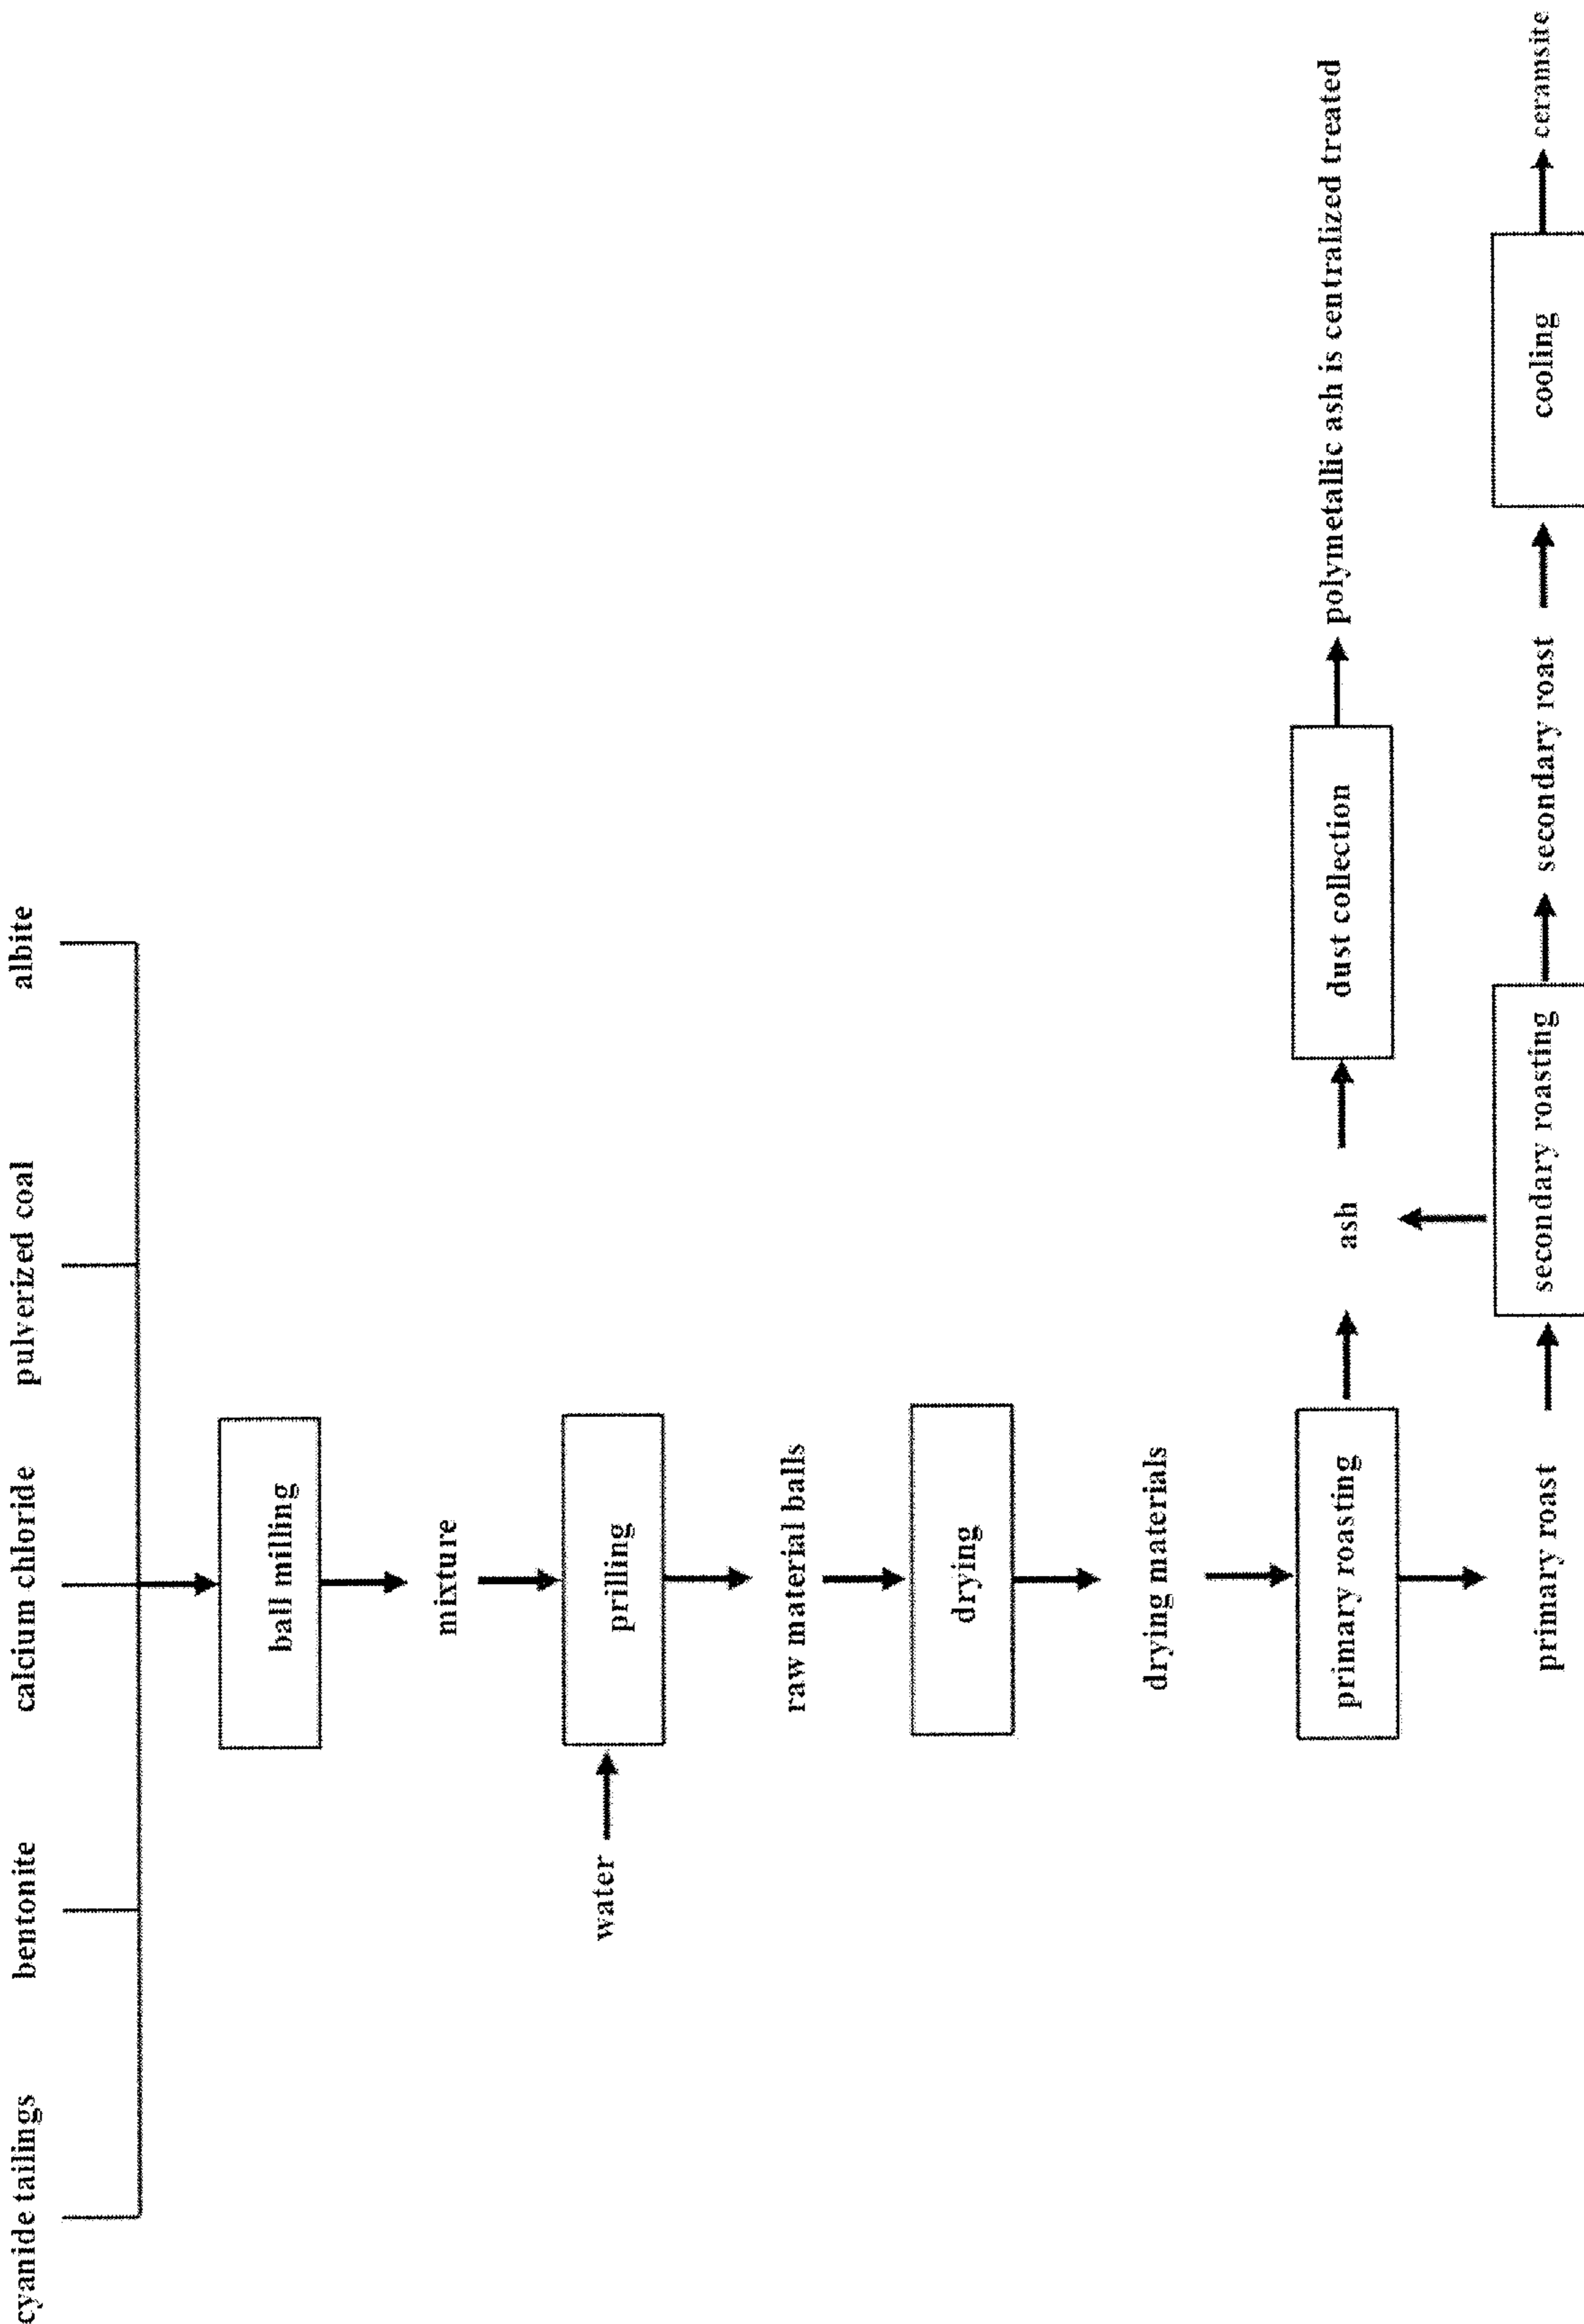 cyanide tailings
bentonite
calcium chloride
pulverized coal
albite
ball milling
mixture
water
prilling
raw material balls
drying
drying materials
primary roasting
ash
dust collection
polymetallic ash is centralized treated
primary roast
secondary roasting
secondary roast
cooling
ceramsite